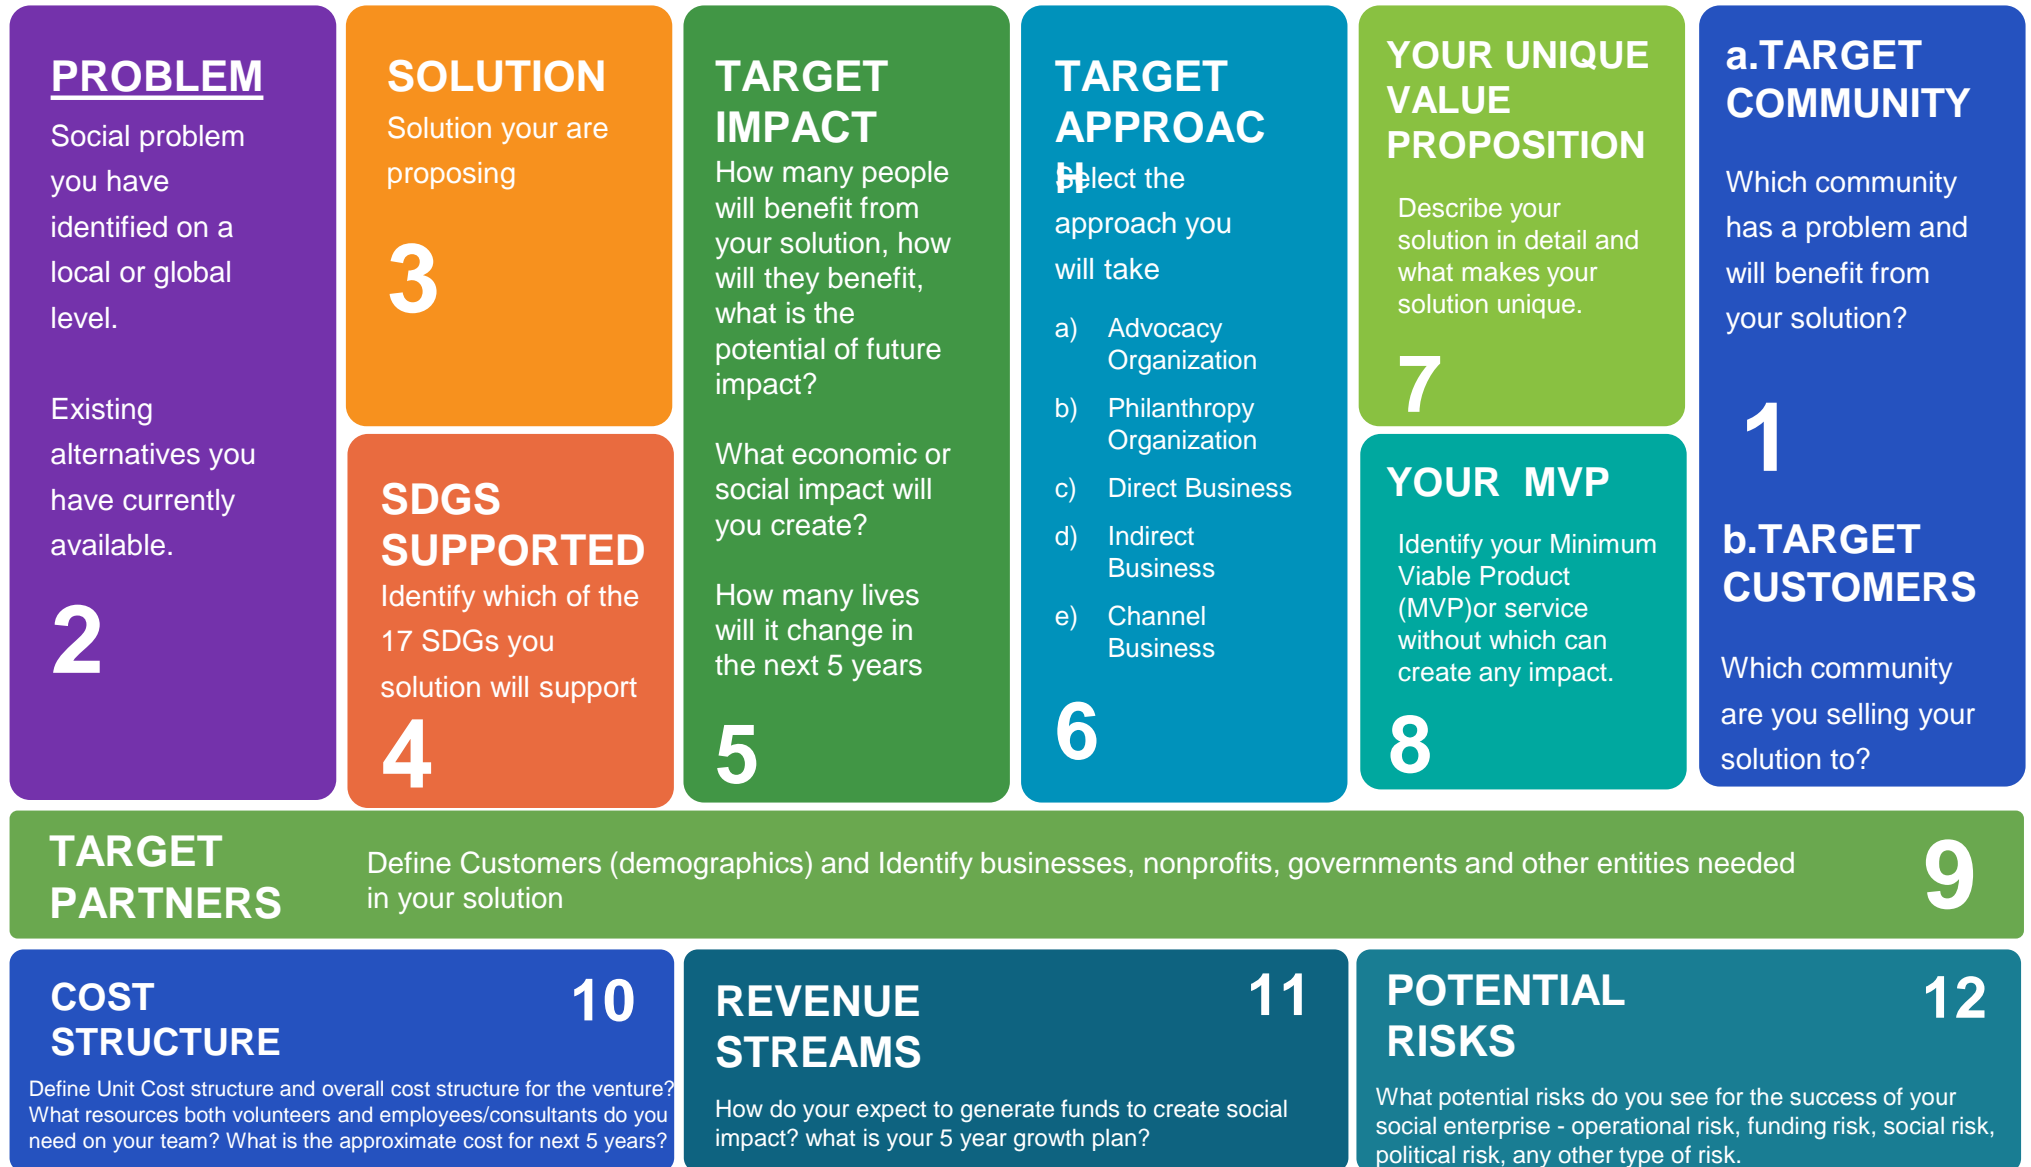 PROBLEM
Social problem
you have
identified on a
local or global
level.
Existing
alternatives you
have currently
available.
2
SOLUTION
Solution your are
proposing
3
SDGS
SUPPORTED
Identify which of the
17 SDGs you
solution will support
4
TARGET
IMPACT
How many people
will benefit from
your solution, how
will they benefit,
what is the
potential of future
impact?
What economic or
social impact will
you create?
How many lives
will it change in
the next 5 years
5
TARGET
APPROAC
H
Select the
approach you
will take
a) Advocacy
Organization
b) Philanthropy
Organization
c) Direct Business
d) Indirect
Business
e) Channel
Business
6
YOUR UNIQUE
VALUE
PROPOSITION
Describe your
solution in detail and
what makes your
solution unique.
7
YOUR MVP
Identify your Minimum
Viable Product
(MVP)or service
without which can
create any impact.
8
a.TARGET
COMMUNITY
Which community
has a problem and
will benefit from
your solution?
1
b.TARGET
CUSTOMERS
Which community
are you selling your
solution to?
TARGET
PARTNERS
Define Customers (demographics) and Identify businesses, nonprofits, governments and other entities needed
in your solution
9
COST
STRUCTURE
10
Define Unit Cost structure and overall cost structure for the venture?
What resources both volunteers and employees/consultants do you
need on your team? What is the approximate cost for next 5 years?
REVENUE
STREAMS
11
How do your expect to generate funds to create social
impact? what is your 5 year growth plan?
POTENTIAL
RISKS
12
What potential risks do you see for the success of your
social enterprise - operational risk, funding risk, social risk,
political risk, any other type of risk.